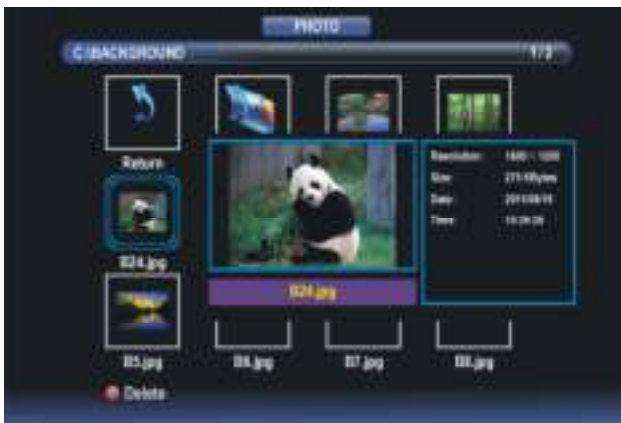 PHOTO
C:\BACKGROUND 1/2
Return
B24.jpg
B24.jpg
Resolution:
Size:
Date:
Time:
B5.jpg B6.jpg B7.jpg B8.jpg
Delete